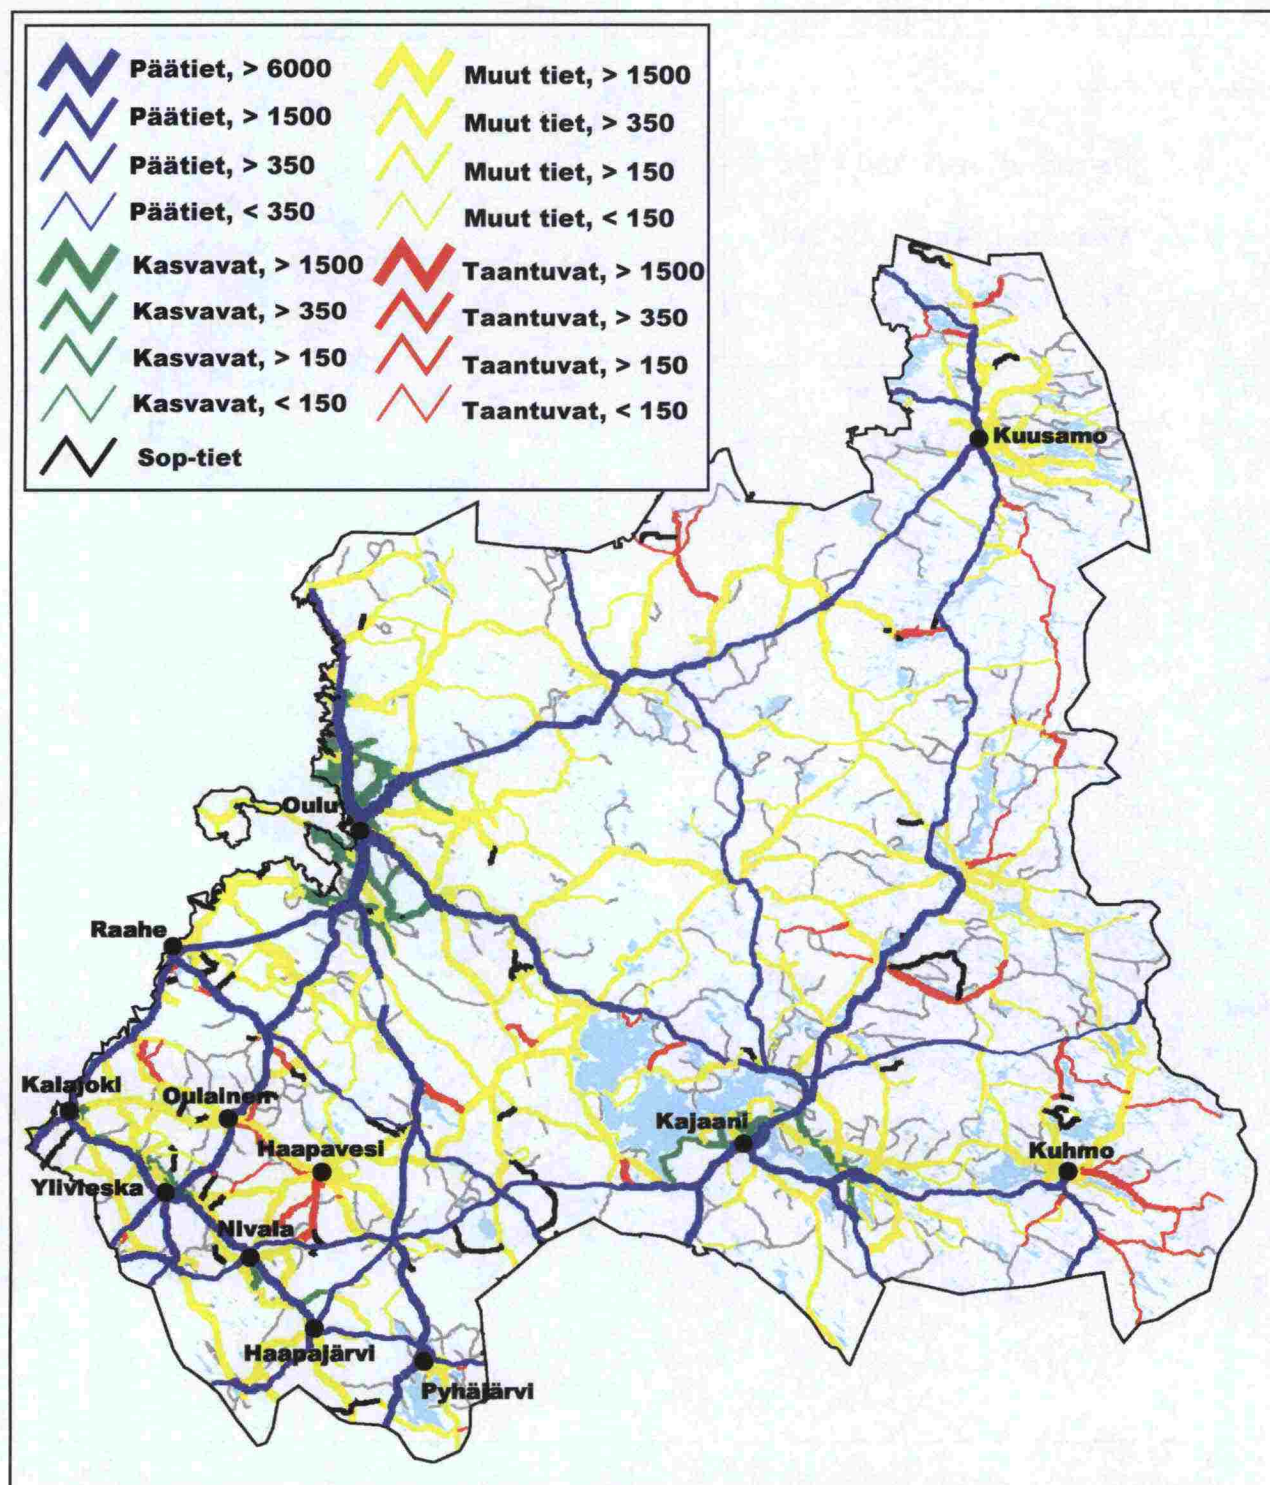 Päätiet, > 6000
Päätiet, > 1500
Päätiet, > 350
Päätiet, < 350
Kasvavat, > 1500
Kasvavat, > 350
Kasvavat, > 150
Kasvavat, < 150
Sop-tiet
Muut tiet, > 1500
Muut tiet, > 350
Muut tiet, > 150
Muut tiet, < 150
Taantuvat, > 1500
Taantuvat, > 350
Taantuvat, > 150
Taantuvat, < 150
Kuusamo
Oulu
Raahe
Kalajoki
Oulainen
Haapavesi
Kajaani
Kuhmo
Ylivieska
Nivala
Haapajärvi
Pyhäjärvi